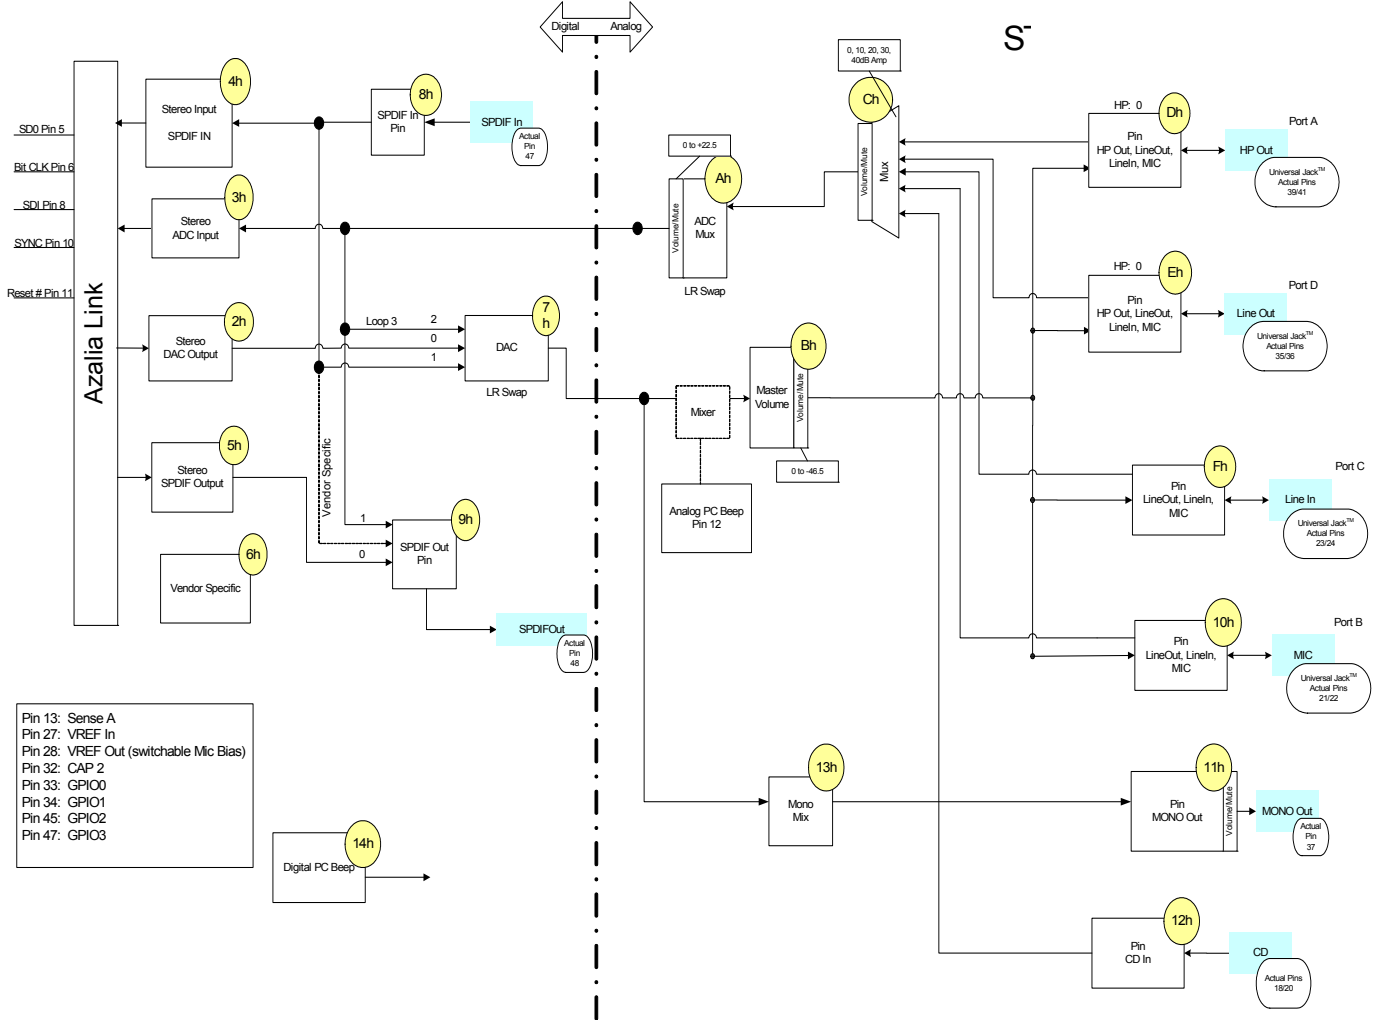 Digital
Analog
S-
0, 10, 20, 30,
40dB Amp
4h
Stereo Input
SPDIF IN
8h
SPDIF In
Pin
SPDIF In
Actual
Pin
47
Ch
Volume/Mute
Mux
HP: 0
Dh
Pin
HP Out, LineOut,
LineIn, MIC
Port A
HP Out
Universal Jack™
Actual Pins
39/41
SD0 Pin 5
Bit CLK Pin 6
SDI Pin 8
SYNC Pin 10
Reset # Pin 11
Azalia Link
3h
Stereo
ADC Input
0 to +22.5
Ah
Volume/Mute
ADC
Mux
LR Swap
HP: 0
Eh
Pin
HP Out, LineOut,
LineIn, MIC
Port D
Line Out
Universal Jack™
Actual Pins
35/36
2h
Stereo
DAC Output
Loop 3
2
0
1
7
h
DAC
LR Swap
Bh
Master
Volume
Volume/Mute
0 to -46.5
Mixer
Analog PC Beep
Pin 12
5h
Stereo
SPDIF Output
Vendor Specific
1
0
9h
SPDIF Out
Pin
6h
Vendor Specific
SPDIFOut
Actual
Pin
48
Fh
Pin
LineOut, LineIn,
MIC
Port C
Line In
Universal Jack™
Actual Pins
23/24
10h
Pin
LineOut, LineIn,
MIC
Port B
MIC
Universal Jack™
Actual Pins
21/22
Pin 13: Sense A
Pin 27: VREF In
Pin 28: VREF Out (switchable Mic Bias)
Pin 32: CAP 2
Pin 33: GPIO0
Pin 34: GPIO1
Pin 45: GPIO2
Pin 47: GPIO3
13h
Mono
Mix
11h
Pin
MONO Out
Volume/Mute
MONO Out
Actual
Pin
37
14h
Digital PC Beep
12h
Pin
CD In
CD
Actual Pins
18/20